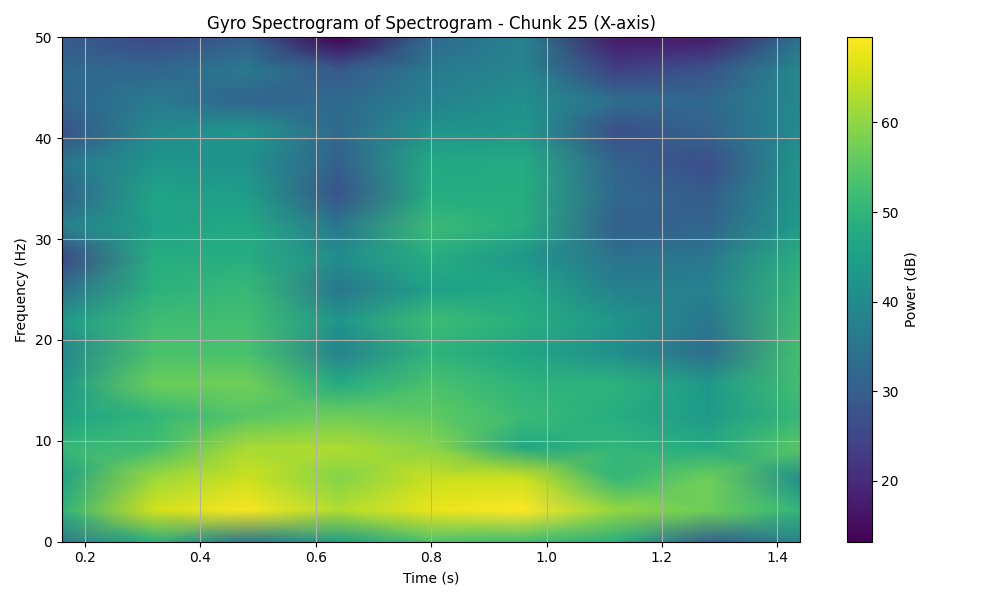 Gyro Spectrogram of Spectrogram - Chunk 25 (X-axis)
50
40
30
20
10
0
Frequency (Hz)
0.2 0.4 0.6 0.8 1.0 1.2 1.4
Time (s)
60
50
40
30
20
Power (dB)